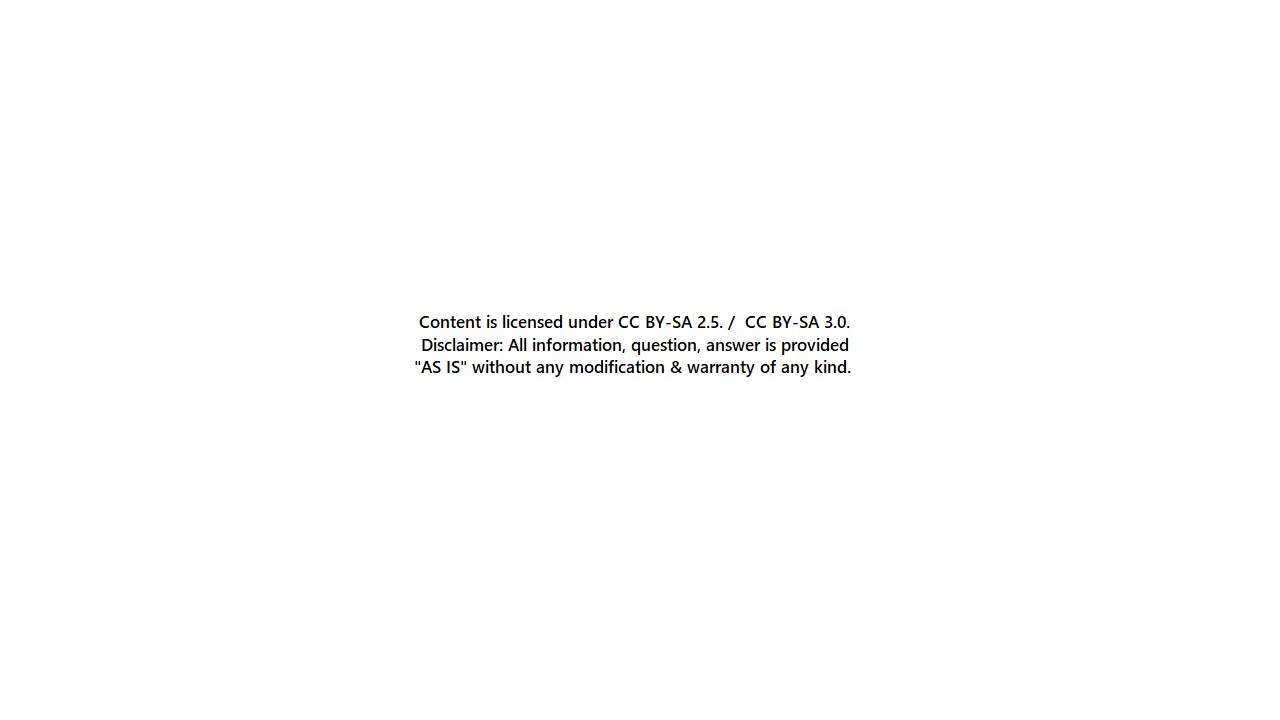 Content is licensed under CC BY-SA 2.5. /  CC BY-SA 3.0.
Disclaimer: All information, question, answer is provided
"AS IS" without any modification & warranty of any kind.